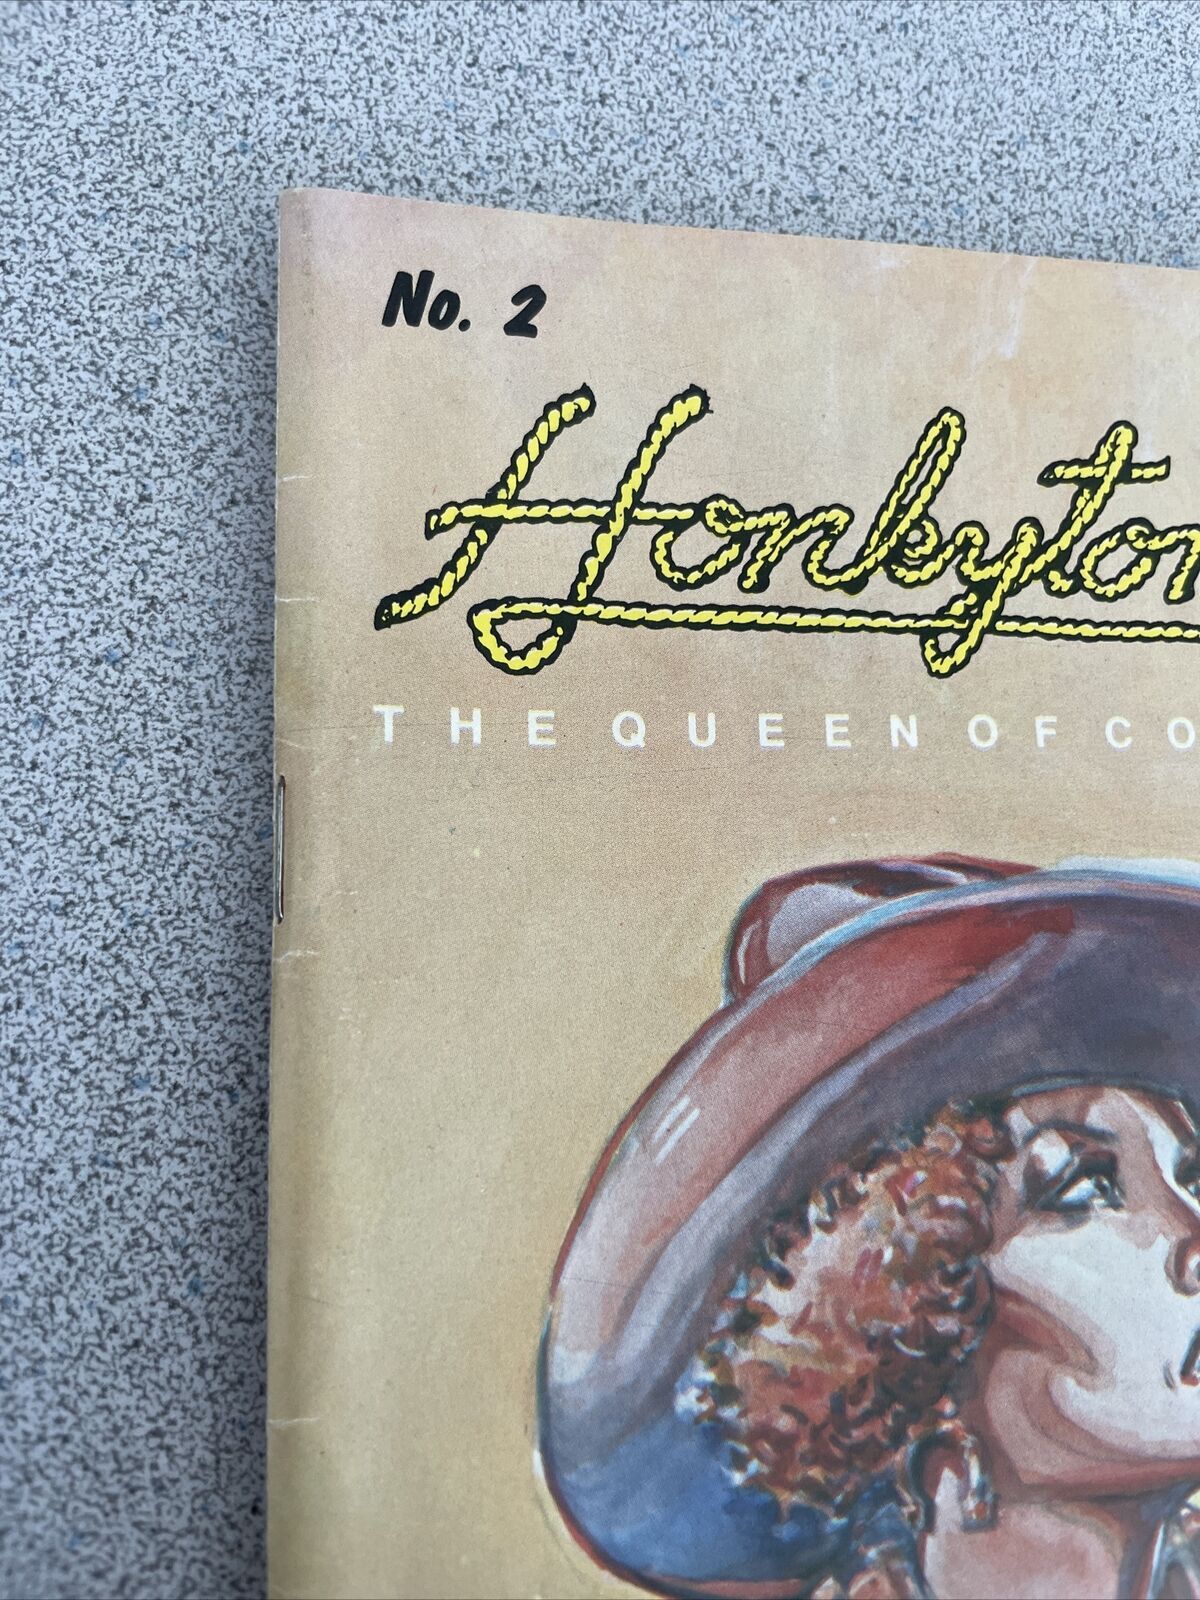 No. 2
Honkyton
THE QUEEN OF CO